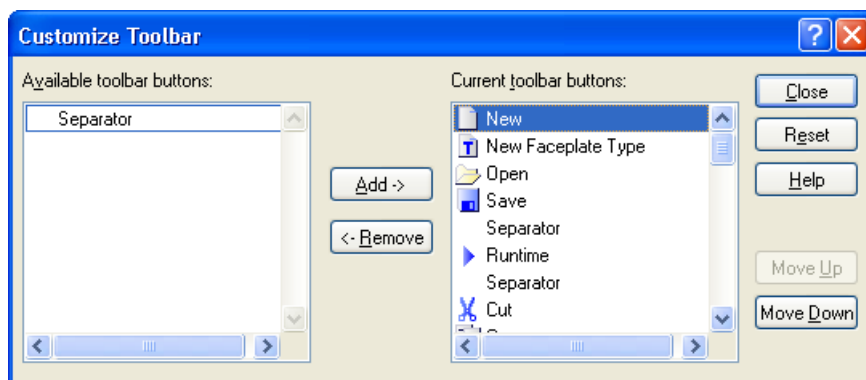 Customize Toolbar
Available toolbar buttons:
Separator
Add ->
<- Remove
Current toolbar buttons:
New
New Faceplate Type
Open
Save
Separator
Runtime
Separator
Cut
Close
Reset
Help
Move Up
Move Down